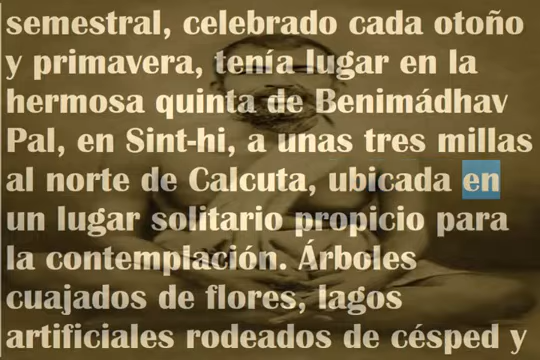 semestral, celebrado cada otoño
y primavera, tenía lugar en la
hermosa quinta de Benimádhav
Pal, en Sint-hi, a unas tres millas
al norte de Calcuta, ubicada en
un lugar solitario propicio para
la contemplación. Árboles
cuajados de flores, lagos
artificiales rodeados de césped y